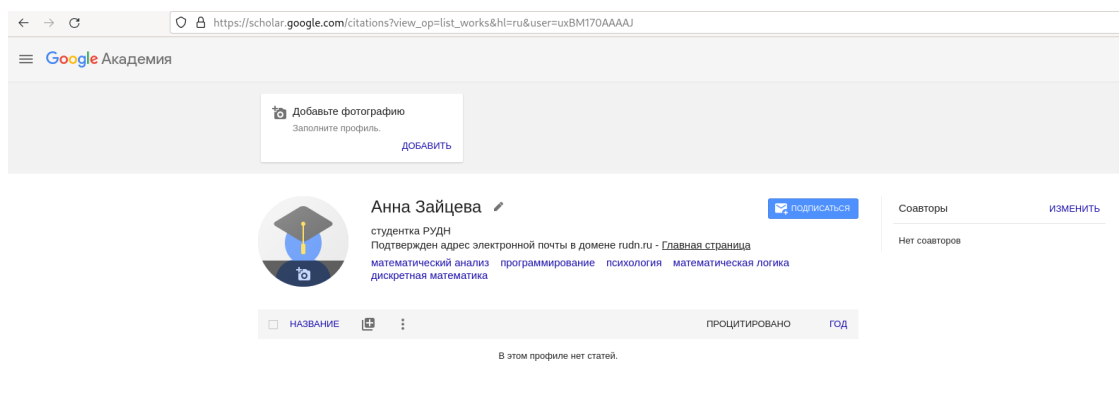 https://scholar.google.com/citations?view_op=list_works&hl=ru&user=uxBM170AAAAJ
Google Академия
Добавьте фотографию
Заполните профиль.
ДОБАВИТЬ
Анна Зайцева
ПОДПИСАТЬСЯ
студентка РУДН
Подтвержден адрес электронной почты в домене rudn.ru - Главная страница
математический анализ программирование психология математическая логика
дискретная математика
НАЗВАНИЕ ПРОЦИТИРОВАНО ГОД
В этом профиле нет статей.
Соавторы ИЗМЕНИТЬ
Нет соавторов